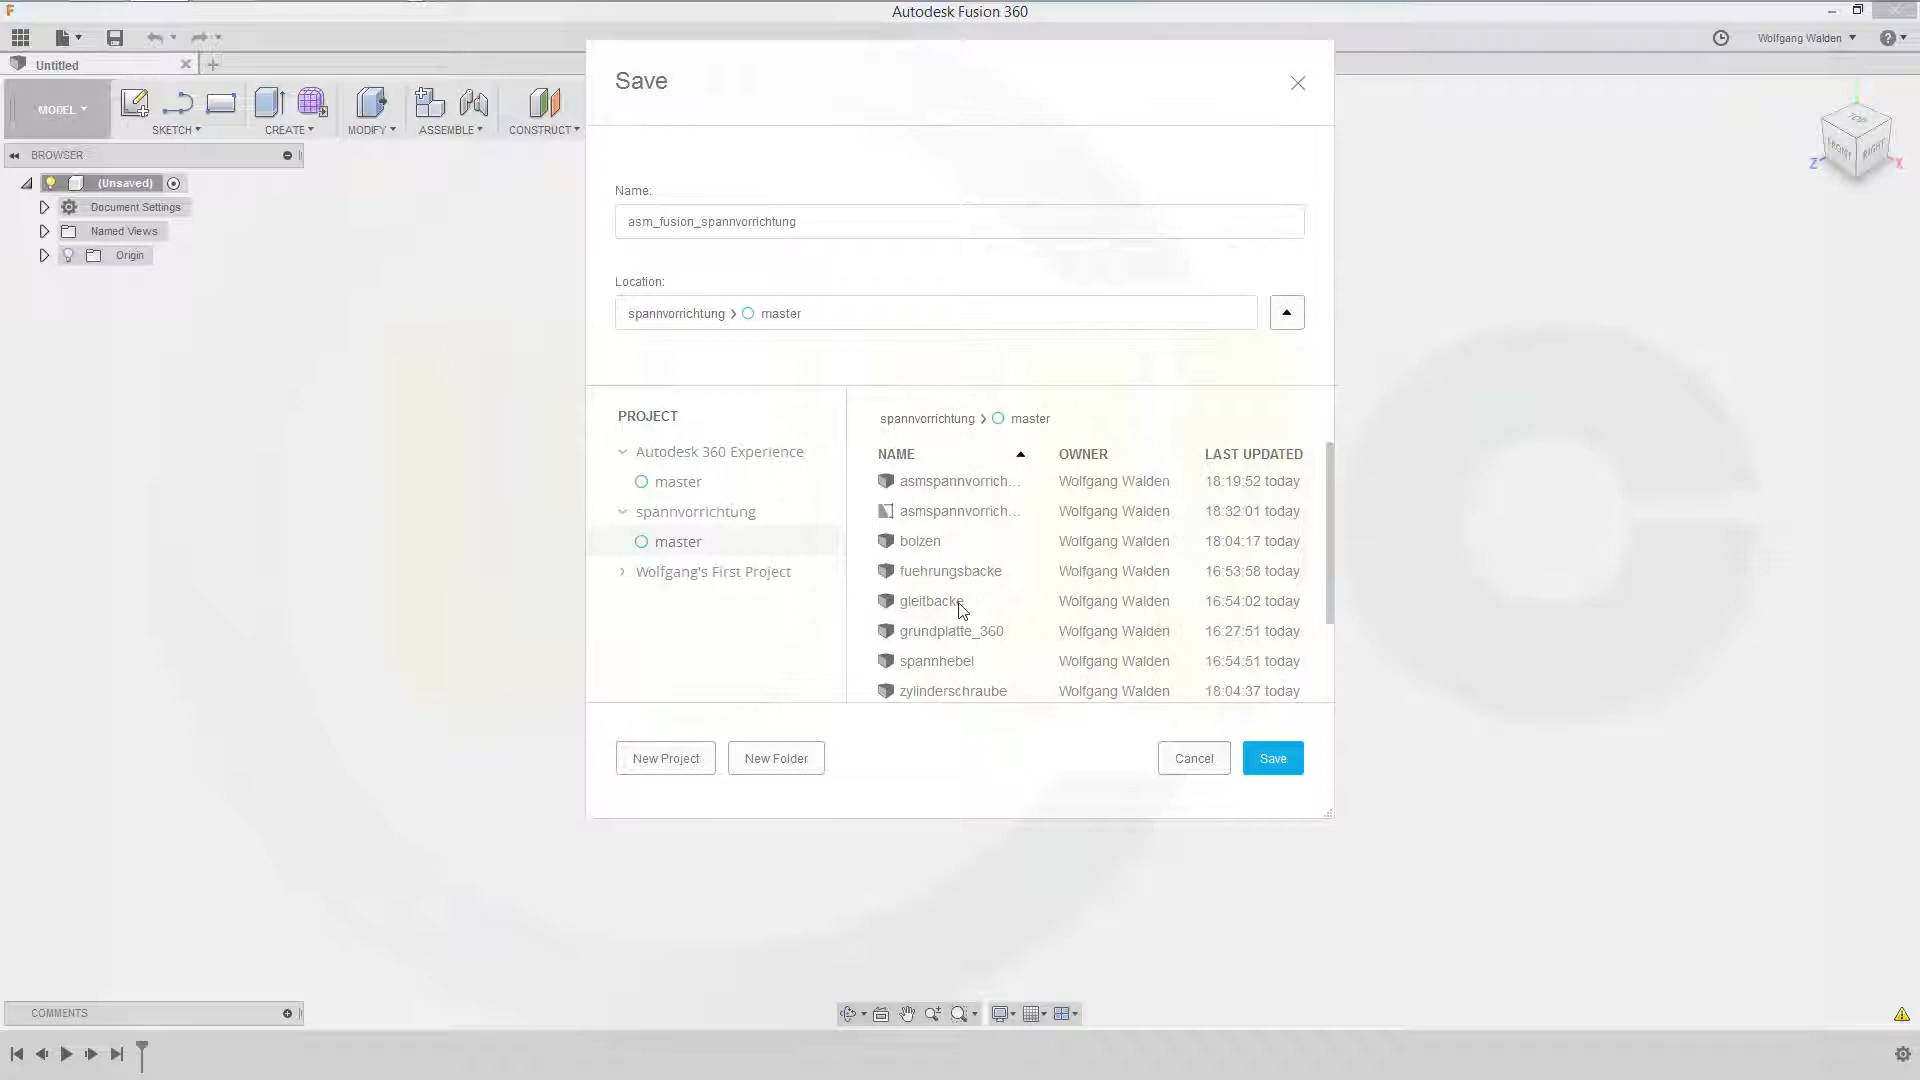 Autodesk Fusion 360
Wolfgang Walden
Untitled
Save
MODEL
SKETCH
CREATE
MODIFY
ASSEMBLE
CONSTRUCT
TOP
FRONT
RIGHT
Z
X
BROWSER
(Unsaved)
Document Settings
Named Views
Origin
Name:
asm_fusion_spannvorrichtung
Location:
spannvorrichtung > master
PROJECT
Autodesk 360 Experience
master
spannvorrichtung
master
Wolfgang's First Project
spannvorrichtung > master
NAME OWNER LAST UPDATED
asmspannvorrich... Wolfgang Walden 18:19:52 today
asmspannvorrich... Wolfgang Walden 18:32:01 today
bolzen Wolfgang Walden 18:04:17 today
fuehrungsbacke Wolfgang Walden 16:53:58 today
gleitbacke Wolfgang Walden 16:54:02 today
grundplatte_360 Wolfgang Walden 16:27:51 today
spannhebel Wolfgang Walden 16:54:51 today
zylinderschraube Wolfgang Walden 18:04:37 today
New Project
New Folder
Cancel
Save
COMMENTS